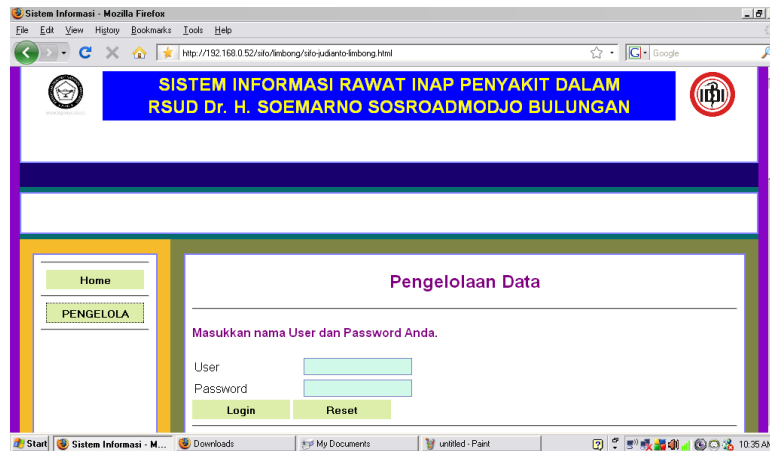 Sistem Informasi - Mozilla Firefox
File Edit View History Bookmarks Tools Help
http://192.168.0.52/sifo/limbong/sifo-judianto-limbong.html
G Google
SISTEM INFORMASI RAWAT INAP PENYAKIT DALAM
RSUD Dr. H. SOEMARNO SOSROADMODJO BULUNGAN
IDI
Home
PENGELOLA
Pengelolaan Data
Masukkan nama User dan Password Anda.
User
Password
Login Reset
Start Sistem Informasi - M... Downloads My Documents untitled - Paint 10:35 AM